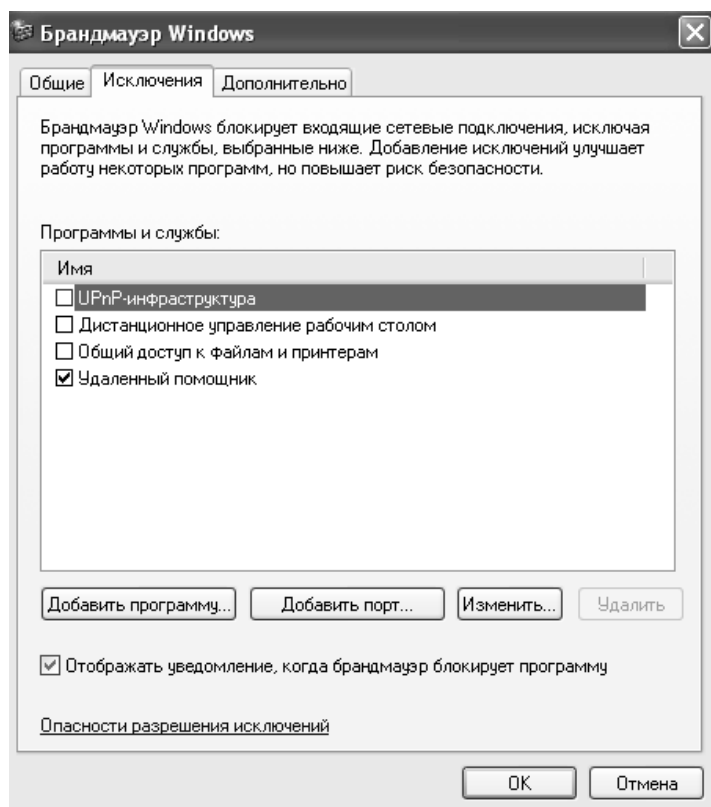 Брандмауэр Windows
Общие Исключения Дополнительно
Брандмауэр Windows блокирует входящие сетевые подключения, исключая
программы и службы, выбранные ниже. Добавление исключений улучшает
работу некоторых программ, но повышает риск безопасности.
Программы и службы:
Имя
UPnP-инфраструктура
Дистанционное управление рабочим столом
Общий доступ к файлам и принтерам
Удаленный помощник
Добавить программу... Добавить порт... Изменить... Удалить
Отображать уведомление, когда брандмауэр блокирует программу
Опасности разрешения исключений
ОК Отмена